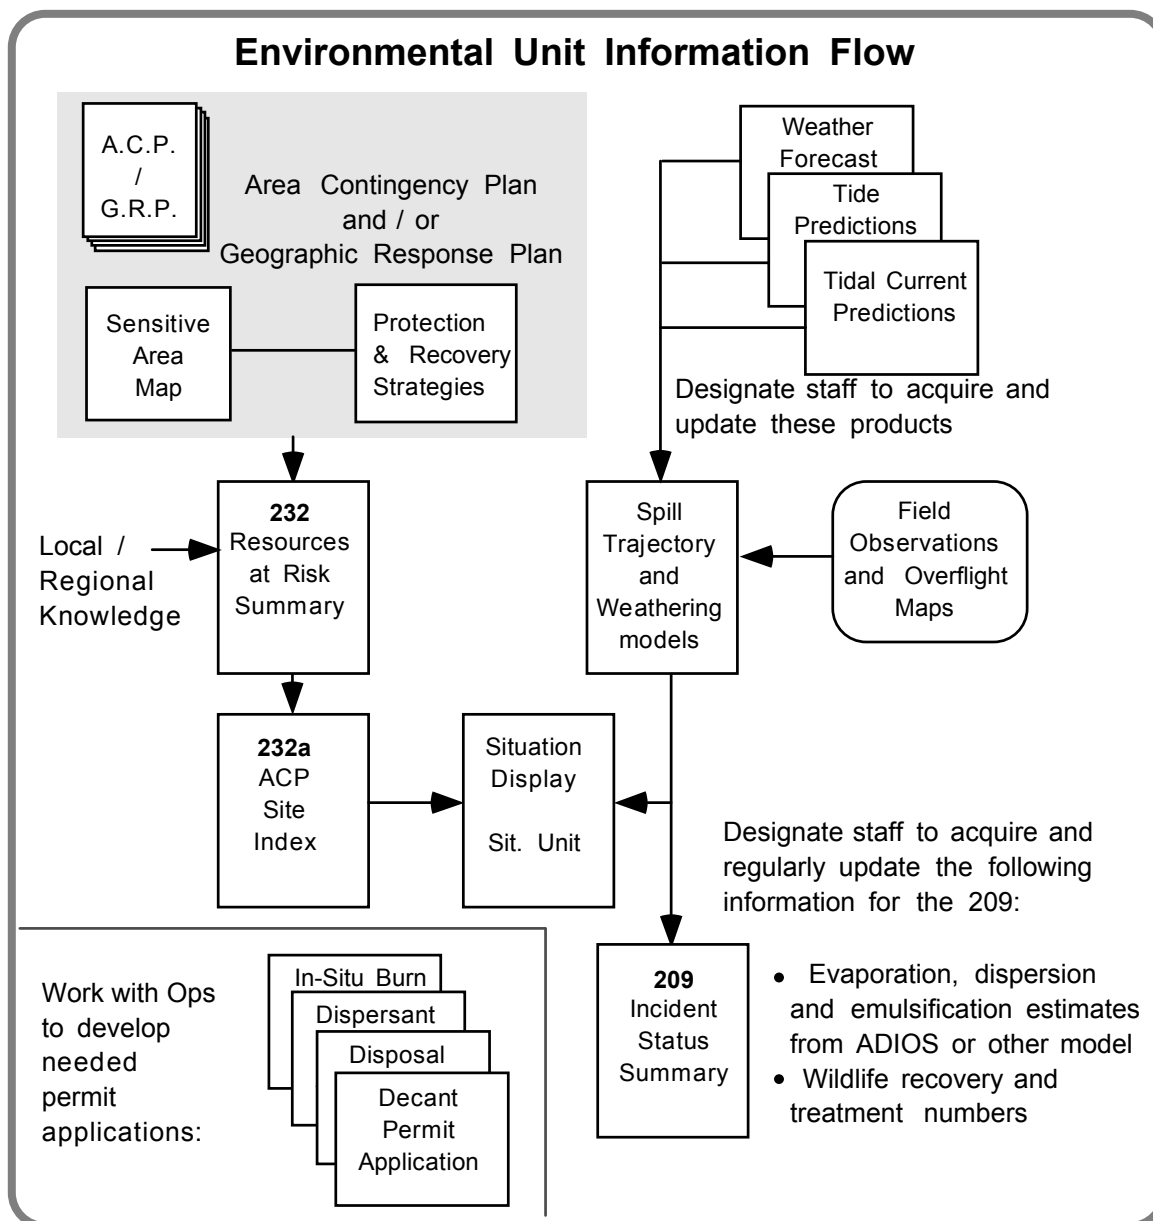 Environmental Unit Information Flow
A.C.P.
/
G.R.P.
Area Contingency Plan
and / or
Geographic Response Plan
Sensitive
Area
Map
Protection
& Recovery
Strategies
Weather
Forecast
Tide
Predictions
Tidal Current
Predictions
Designate staff to acquire and
update these products
Local /
Regional
Knowledge
232
Resources
at Risk
Summary
Spill
Trajectory
and
Weathering
models
Field
Observations
and Overflight
Maps
232a
ACP
Site
Index
Situation
Display
Sit. Unit
Designate staff to acquire and
regularly update the following
information for the 209:
209
Incident
Status
Summary
• Evaporation, dispersion
and emulsification estimates
from ADIOS or other model
• Wildlife recovery and
treatment numbers
Work with Ops
to develop
needed
permit
applications:
In-Situ Burn
Dispersant
Disposal
Decant
Permit
Application